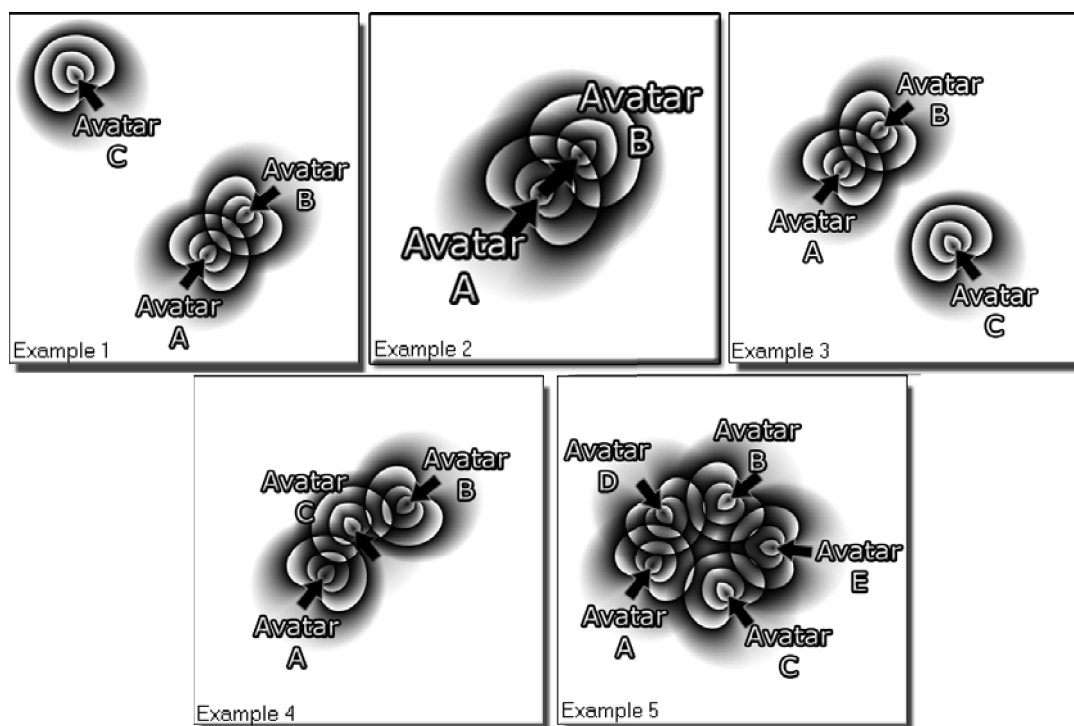 Avatar
C
Avatar
B
Avatar
A
Example 1
Avatar
B
Avatar
A
Example 2
Avatar
B
Avatar
A
Avatar
C
Example 3
Avatar
B
Avatar
C
Avatar
A
Example 4
Avatar
B
Avatar
D
Avatar
E
Avatar
A
Avatar
C
Example 5